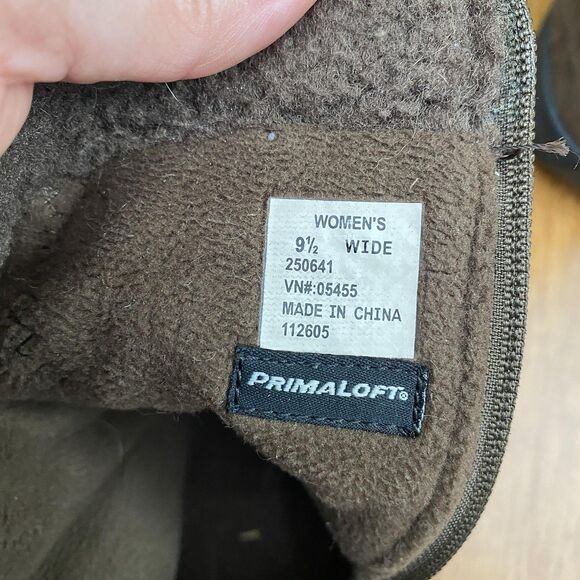 WOMEN'S
9½ WIDE
250641
VN#:05455
MADE IN CHINA
112605
PRIMALOFT®